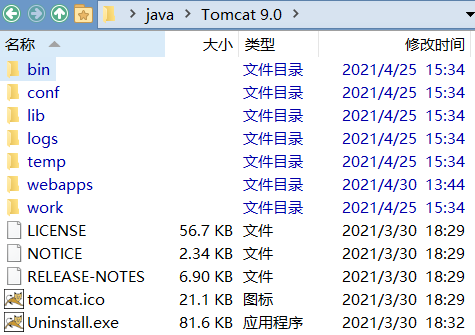 java Tomcat 9.0
名称 大小 类型 修改时间
bin 文件目录 2021/4/25 15:34
conf 文件目录 2021/4/25 15:34
lib 文件目录 2021/4/25 15:34
logs 文件目录 2021/4/25 15:34
temp 文件目录 2021/4/25 15:34
webapps 文件目录 2021/4/30 13:44
work 文件目录 2021/4/25 15:34
LICENSE 56.7 KB 文件 2021/3/30 18:29
NOTICE 2.34 KB 文件 2021/3/30 18:29
RELEASE-NOTES 6.90 KB 文件 2021/3/30 18:29
tomcat.ico 21.1 KB 图标 2021/3/30 18:29
Uninstall.exe 81.6 KB 应用程序 2021/3/30 18:32